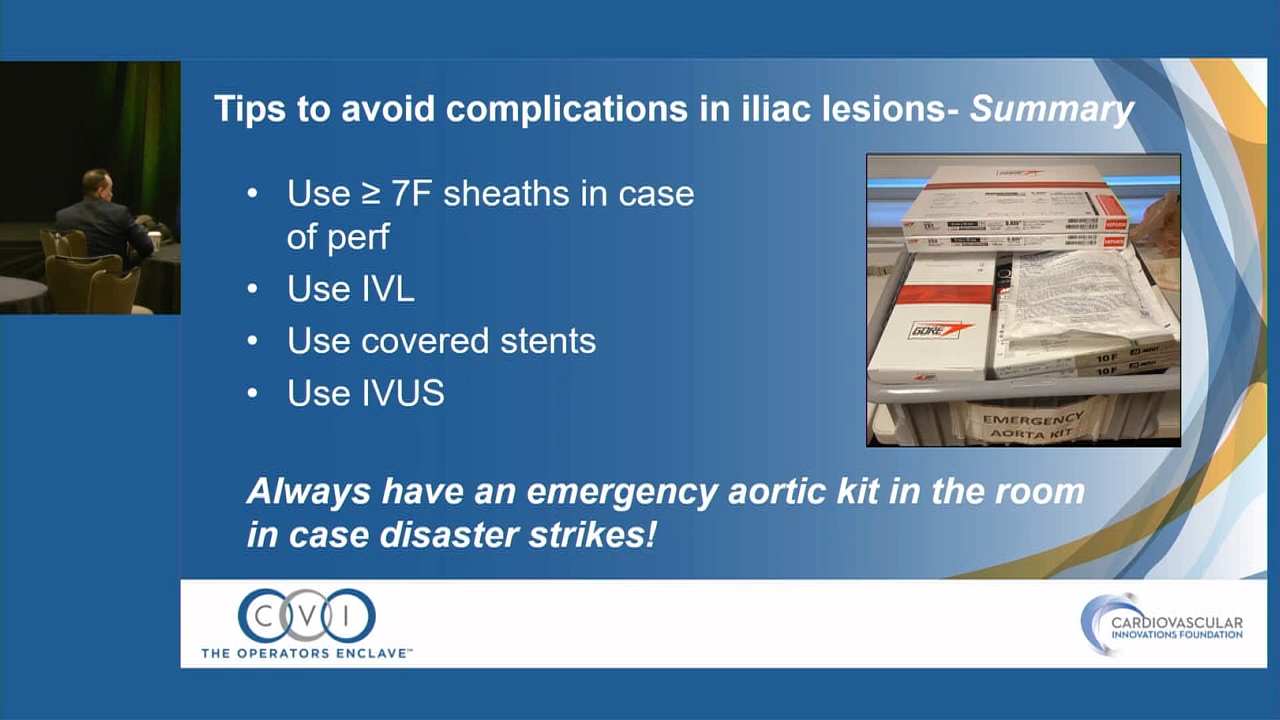 Tips to avoid complications in iliac lesions- Summary
• Use ≥ 7F sheaths in case
of perf
• Use IVL
• Use covered stents
• Use IVUS
GORE
10 F
10 F
EMERGENCY
AORTA KIT
Always have an emergency aortic kit in the room
in case disaster strikes!
CVI
THE OPERATORS ENCLAVE™
CARDIOVASCULAR
INNOVATIONS FOUNDATION